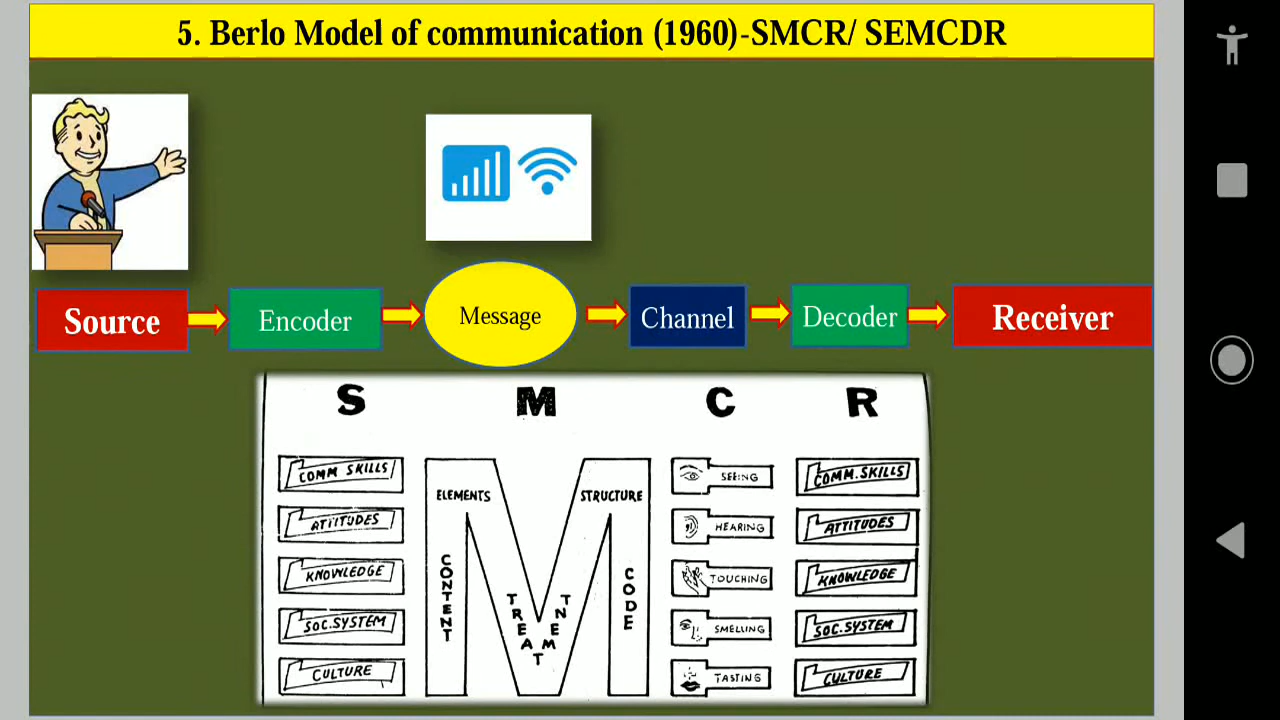 5. Berlo Model of communication (1960)-SMCR/ SEMCDR
Source
Encoder
Message
Channel
Decoder
Receiver
S
M
C
R
COMM SKILLS
ATTITUDES
KNOWLEDGE
SOC.SYSTEM
CULTURE
ELEMENTS
STRUCTURE
CONTENT
TREATMENT
CODE
SEEING
HEARING
TOUCHING
SMELLING
TASTING
COMM.SKILLS
ATTITUDES
KNOWLEDGE
SOC.SYSTEM
CULTURE